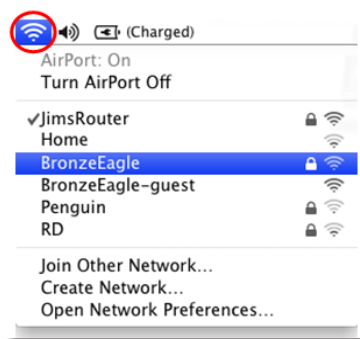 (Charged)
AirPort: On
Turn AirPort Off
✓JimsRouter
Home
BronzeEagle
BronzeEagle-guest
Penguin
RD
Join Other Network...
Create Network...
Open Network Preferences...